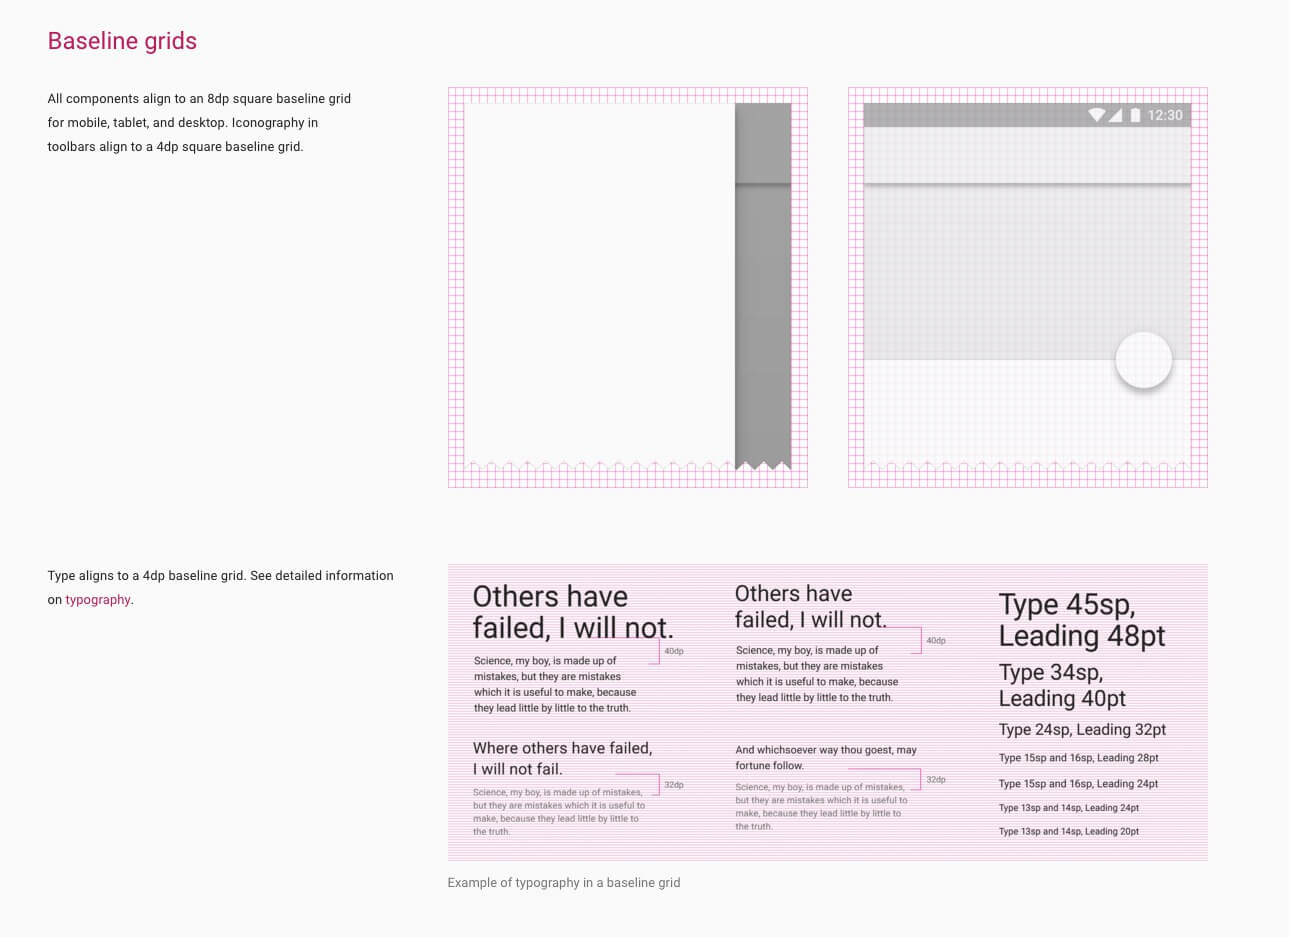 Baseline grids
All components align to an 8dp square baseline grid
for mobile, tablet, and desktop. Iconography in
toolbars align to a 4dp square baseline grid.
12:30
Type aligns to a 4dp baseline grid. See detailed information
on typography.
Others have
failed, I will not.
40dp
Science, my boy, is made up of
mistakes, but they are mistakes
which it is useful to make, because
they lead little by little to the truth.
Where others have failed,
I will not fail.
32dp
Science, my boy, is made up of mistakes,
but they are mistakes which it is useful to
make, because they lead little by little to
the truth.
Others have
failed, I will not.
40dp
Science, my boy, is made up of
mistakes, but they are mistakes
which it is useful to make, because
they lead little by little to the truth.
And whichsoever way thou goest, may
fortune follow.
32dp
Science, my boy, is made up of mistakes,
but they are mistakes which it is useful to
make, because they lead little by little to
the truth.
Type 45sp,
Leading 48pt
Type 34sp,
Leading 40pt
Type 24sp, Leading 32pt
Type 15sp and 16sp, Leading 28pt
Type 15sp and 16sp, Leading 24pt
Type 13sp and 14sp, Leading 24pt
Type 13sp and 14sp, Leading 20pt
Example of typography in a baseline grid